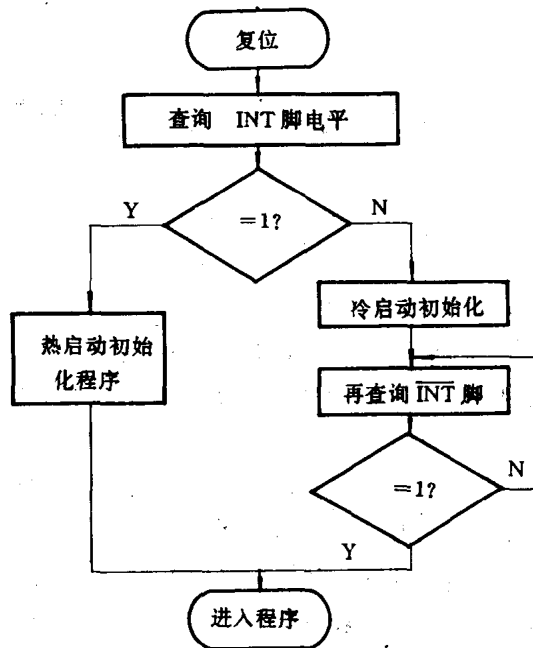 复位
查询 INT 脚电平
=1?
Y
N
冷启动初始化
热启动初始
化程序
再查询 I̅N̅T̅ 脚
=1?
N
Y
进入程序